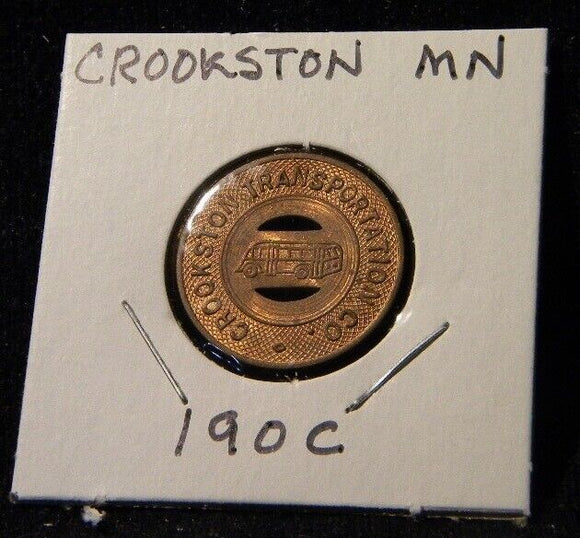 CROOKSTON MN
CROOKSTON TRANSPORTATION CO.
190C